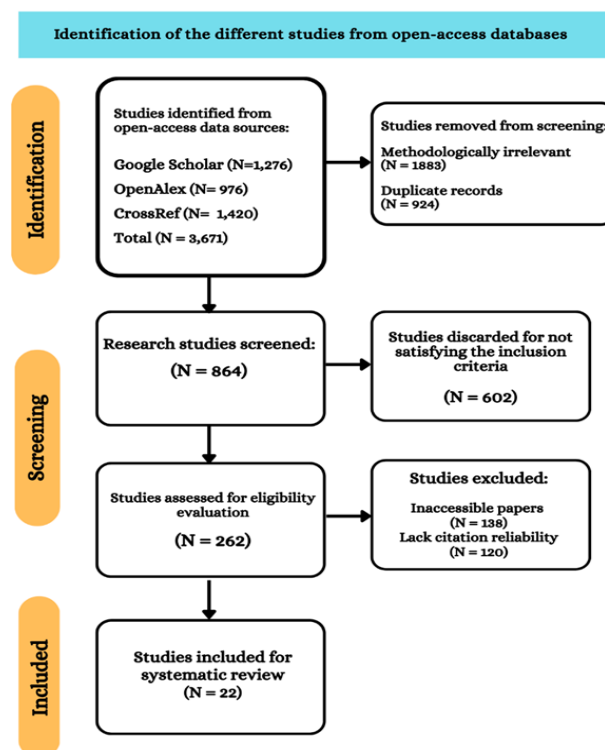 Identification of the different studies from open-access databases
Identification
Studies identified from
open-access data sources:
Google Scholar (N=1,276)
OpenAlex (N= 976)
CrossRef (N= 1,420)
Total (N = 3,671)
Studies removed from screening:
Methodologically irrelevant
(N = 1883)
Duplicate records
(N = 924)
Screening
Research studies screened:
(N = 864)
Studies discarded for not
satisfying the inclusion
criteria
(N = 602)
Studies assessed for eligibility
evaluation
(N = 262)
Studies excluded:
Inaccessible papers
(N = 138)
Lack citation reliability
(N = 120)
Included
Studies included for
systematic review
(N = 22)